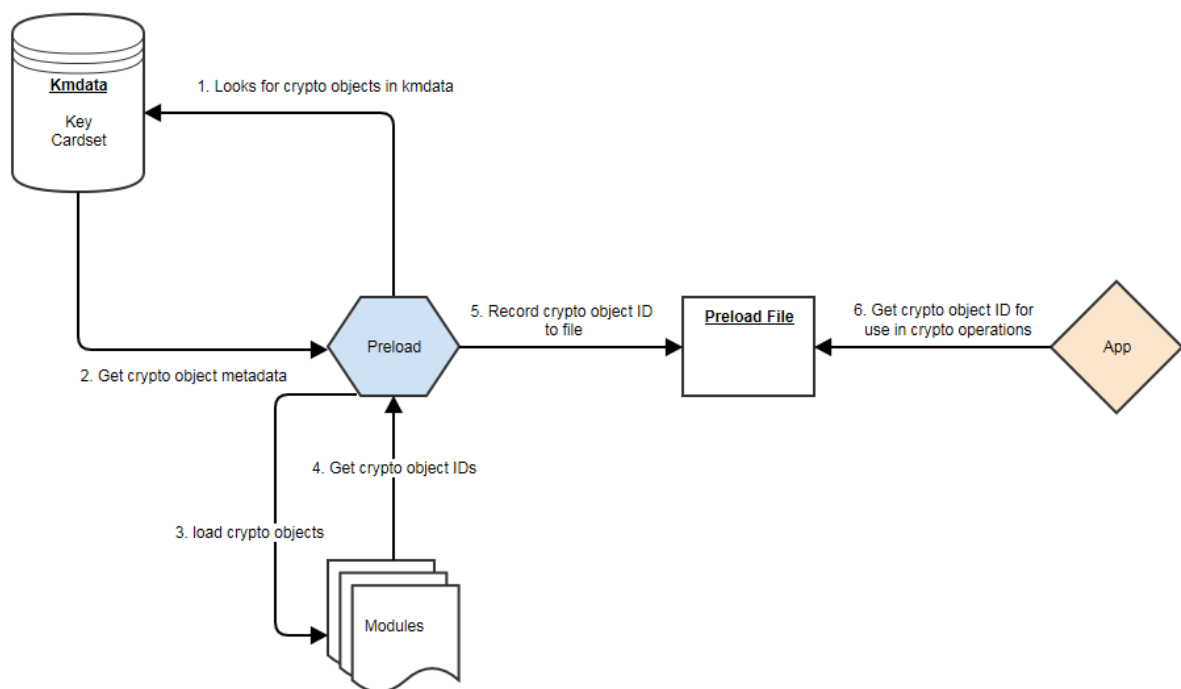 Kmdata
Key
Cardset
1. Looks for crypto objects in kmdata
2. Get crypto object metadata
Preload
5. Record crypto object ID
to file
Preload File
6. Get crypto object ID for
use in crypto operations
App
4. Get crypto object IDs
3. load crypto objects
Modules